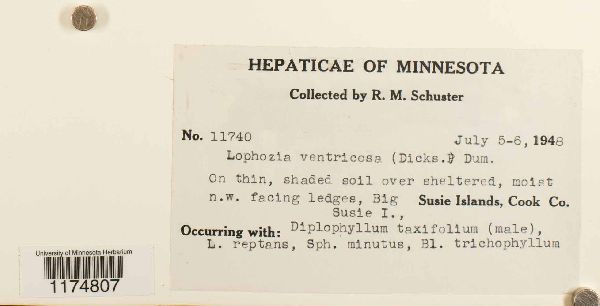 HEPATICAE OF MINNESOTA
Collected by R. M. Schuster
No. 11740 July 5-6, 1948
Lophozia ventricosa (Dicks.) Dum.
On thin, shaded soil over sheltered, moist
n.w. facing ledges, Big Susie Islands, Cook Co.
Susie I.,
Occurring with: Diplophyllum taxifolium (male),
L. reptans, Sph. minutus, Bl. trichophyllum
University of Minnesota Herbarium
1174807